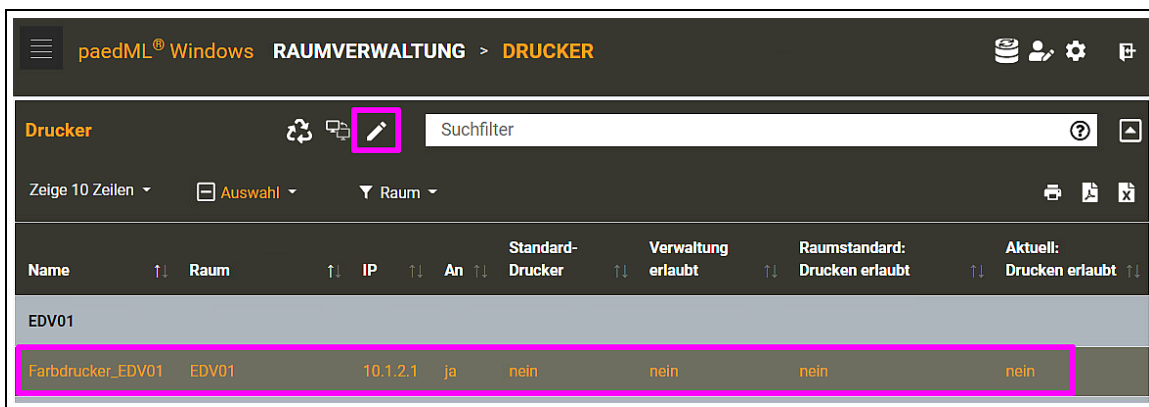 paedML® Windows RAUMVERWALTUNG > DRUCKER
Drucker Suchfilter
Zeige 10 Zeilen Auswahl Raum
Name Raum IP An Standard-Drucker Verwaltung erlaubt Raumstandard: Drucken erlaubt Aktuell: Drucken erlaubt
EDV01
Farbdrucker_EDV01 EDV01 10.1.2.1 ja nein nein nein nein